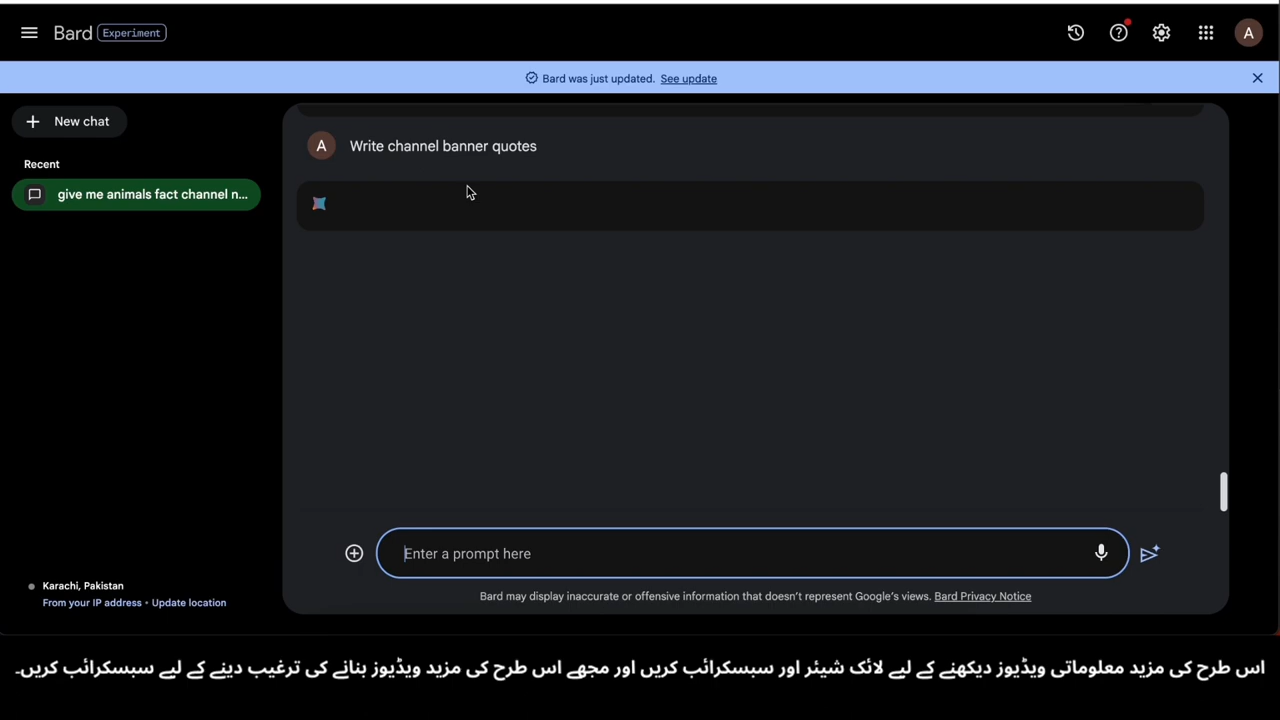 Bard Experiment
A
Bard was just updated. See update
New chat
Recent
give me animals fact channel n...
A Write channel banner quotes
Enter a prompt here
Karachi, Pakistan
From your IP address • Update location
Bard may display inaccurate or offensive information that doesn't represent Google's views. Bard Privacy Notice
اس طرح کی مزید معلوماتی ویڈیوز دیکھنے کے لیے لائک شیئر اور سبسکرائب کریں اور مجھے اس طرح کی مزید ویڈیوز بنانے کی ترغیب دینے کے لیے سبسکرائب کریں۔